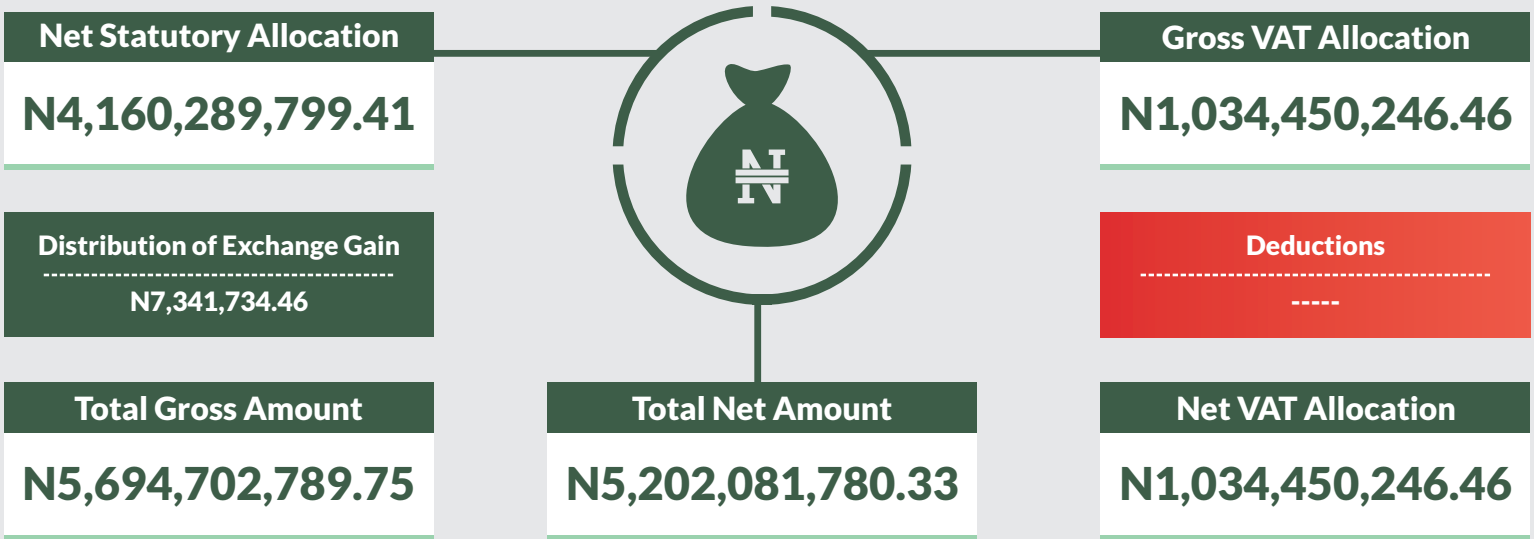 Net Statutory Allocation
N4,160,289,799.41
Gross VAT Allocation
N1,034,450,246.46
₦
Distribution of Exchange Gain
N7,341,734.46
Deductions
-----
Total Gross Amount
N5,694,702,789.75
Total Net Amount
N5,202,081,780.33
Net VAT Allocation
N1,034,450,246.46